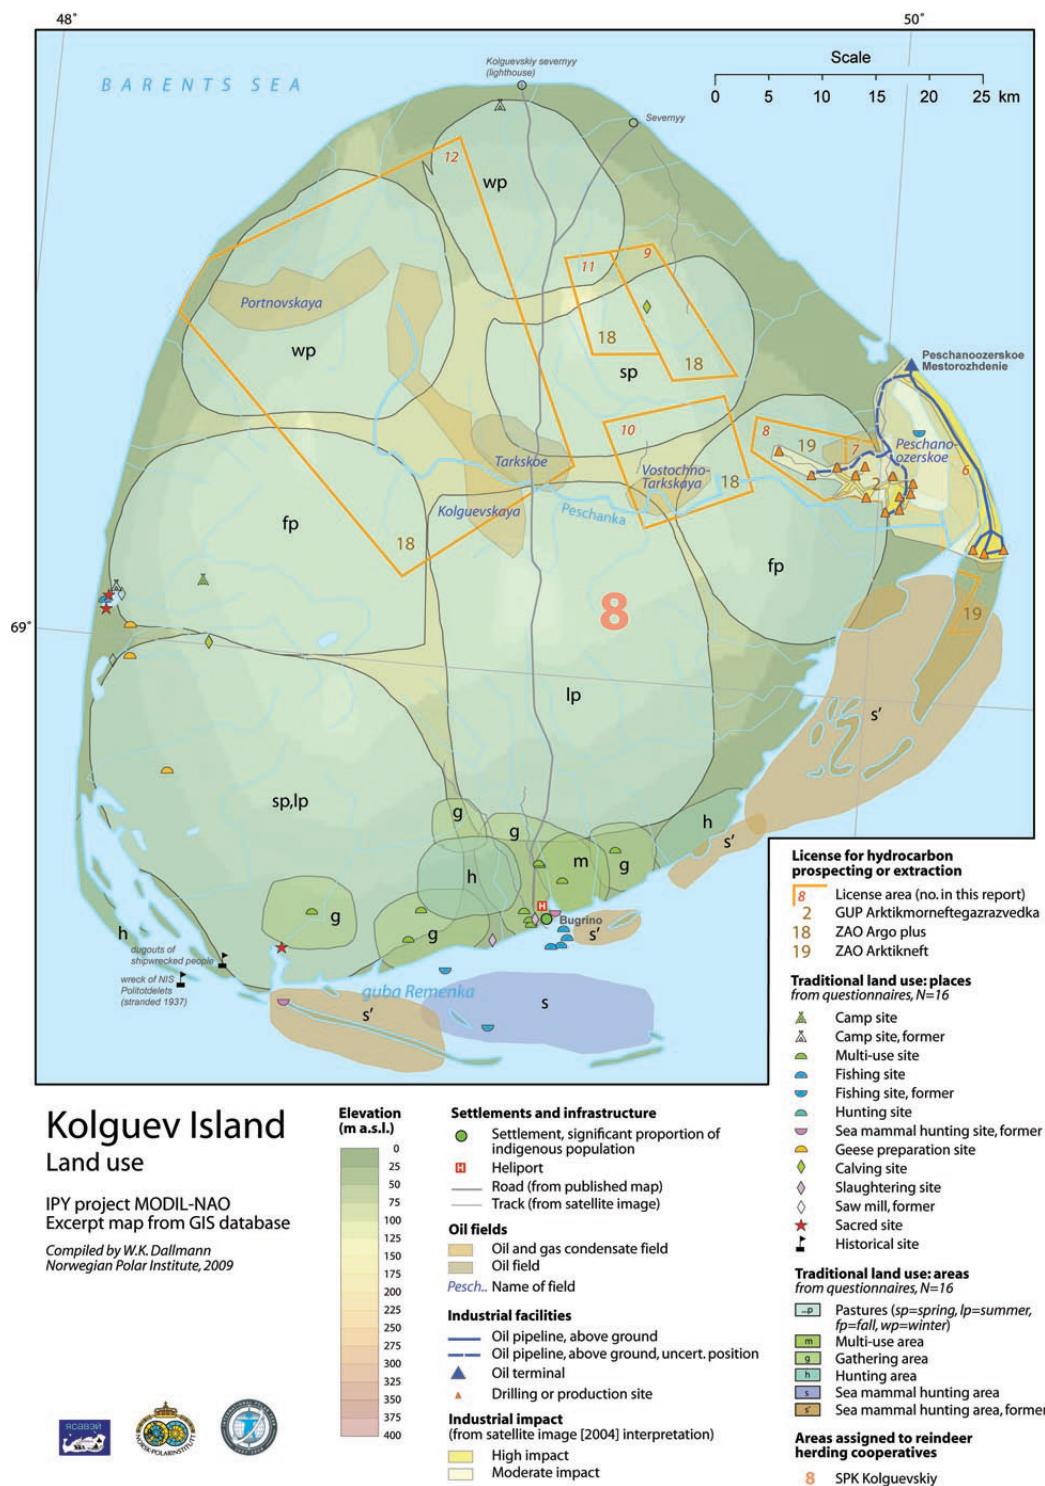 48°
50°
BARENTS SEA
Kolguevskiy severnyy
(lighthouse)
Severnyy
Scale
0 5 10 15 20 25 km
12
wp
11
9
Portnovskaya
18
18
wp
sp
Peschanoozerskoe
Mestorozhdenie
10
8
19
7
Peschano-
ozerskoe
6
Tarkskoe
Vostochno-
Tarkskaya
18
2
Kolguevskaya
Peschanka
fp
18
fp
8
19
69°
lp
s'
sp,lp
g
g
m
g
h
s'
h
g
g
H
Bugrino
s'
h
dugouts of
shipwrecked people
wreck of NIS
Politotdelets
(stranded 1937)
guba Remenka
s'
s
License for hydrocarbon
prospecting or extraction
8 License area (no. in this report)
2 GUP Arktikmorneftegazrazvedka
18 ZAO Argo plus
19 ZAO Arktikneft
Traditional land use: places
from questionnaires, N=16
Camp site
Camp site, former
Multi-use site
Fishing site
Fishing site, former
Hunting site
Sea mammal hunting site, former
Geese preparation site
Calving site
Slaughtering site
Saw mill, former
Sacred site
Historical site
Traditional land use: areas
from questionnaires, N=16
..p Pastures (sp=spring, lp=summer,
fp=fall, wp=winter)
m Multi-use area
g Gathering area
h Hunting area
s Sea mammal hunting area
s' Sea mammal hunting area, former
Areas assigned to reindeer
herding cooperatives
8 SPK Kolguevskiy
Kolguev Island
Land use
IPY project MODIL-NAO
Excerpt map from GIS database
Compiled by W.K. Dallmann
Norwegian Polar Institute, 2009
ЯСАВЭЙ
NORSK POLARINSTITUTT
Elevation
(m a.s.l.)
0
25
50
75
100
125
150
175
200
225
250
275
300
325
350
375
400
Settlements and infrastructure
Settlement, significant proportion of
indigenous population
H Heliport
Road (from published map)
Track (from satellite image)
Oil fields
Oil and gas condensate field
Oil field
Pesch.. Name of field
Industrial facilities
Oil pipeline, above ground
Oil pipeline, above ground, uncert. position
Oil terminal
Drilling or production site
Industrial impact
(from satellite image [2004] interpretation)
High impact
Moderate impact